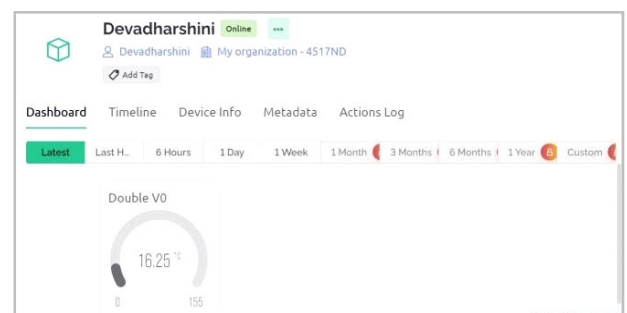 Devadharshini Online ...
Devadharshini My organization - 4517ND
Add Tag
Dashboard Timeline Device Info Metadata Actions Log
Latest Last H.. 6 Hours 1 Day 1 Week 1 Month 3 Months 6 Months 1 Year Custom
Double V0
16.25 °C
0 155